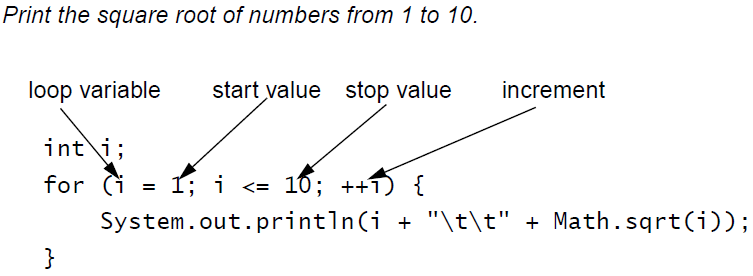 Print the square root of numbers from 1 to 10.
loop variable start value stop value increment
int i;
for (i = 1; i <= 10; ++i) {
System.out.println(i + "\t\t" + Math.sqrt(i));
}